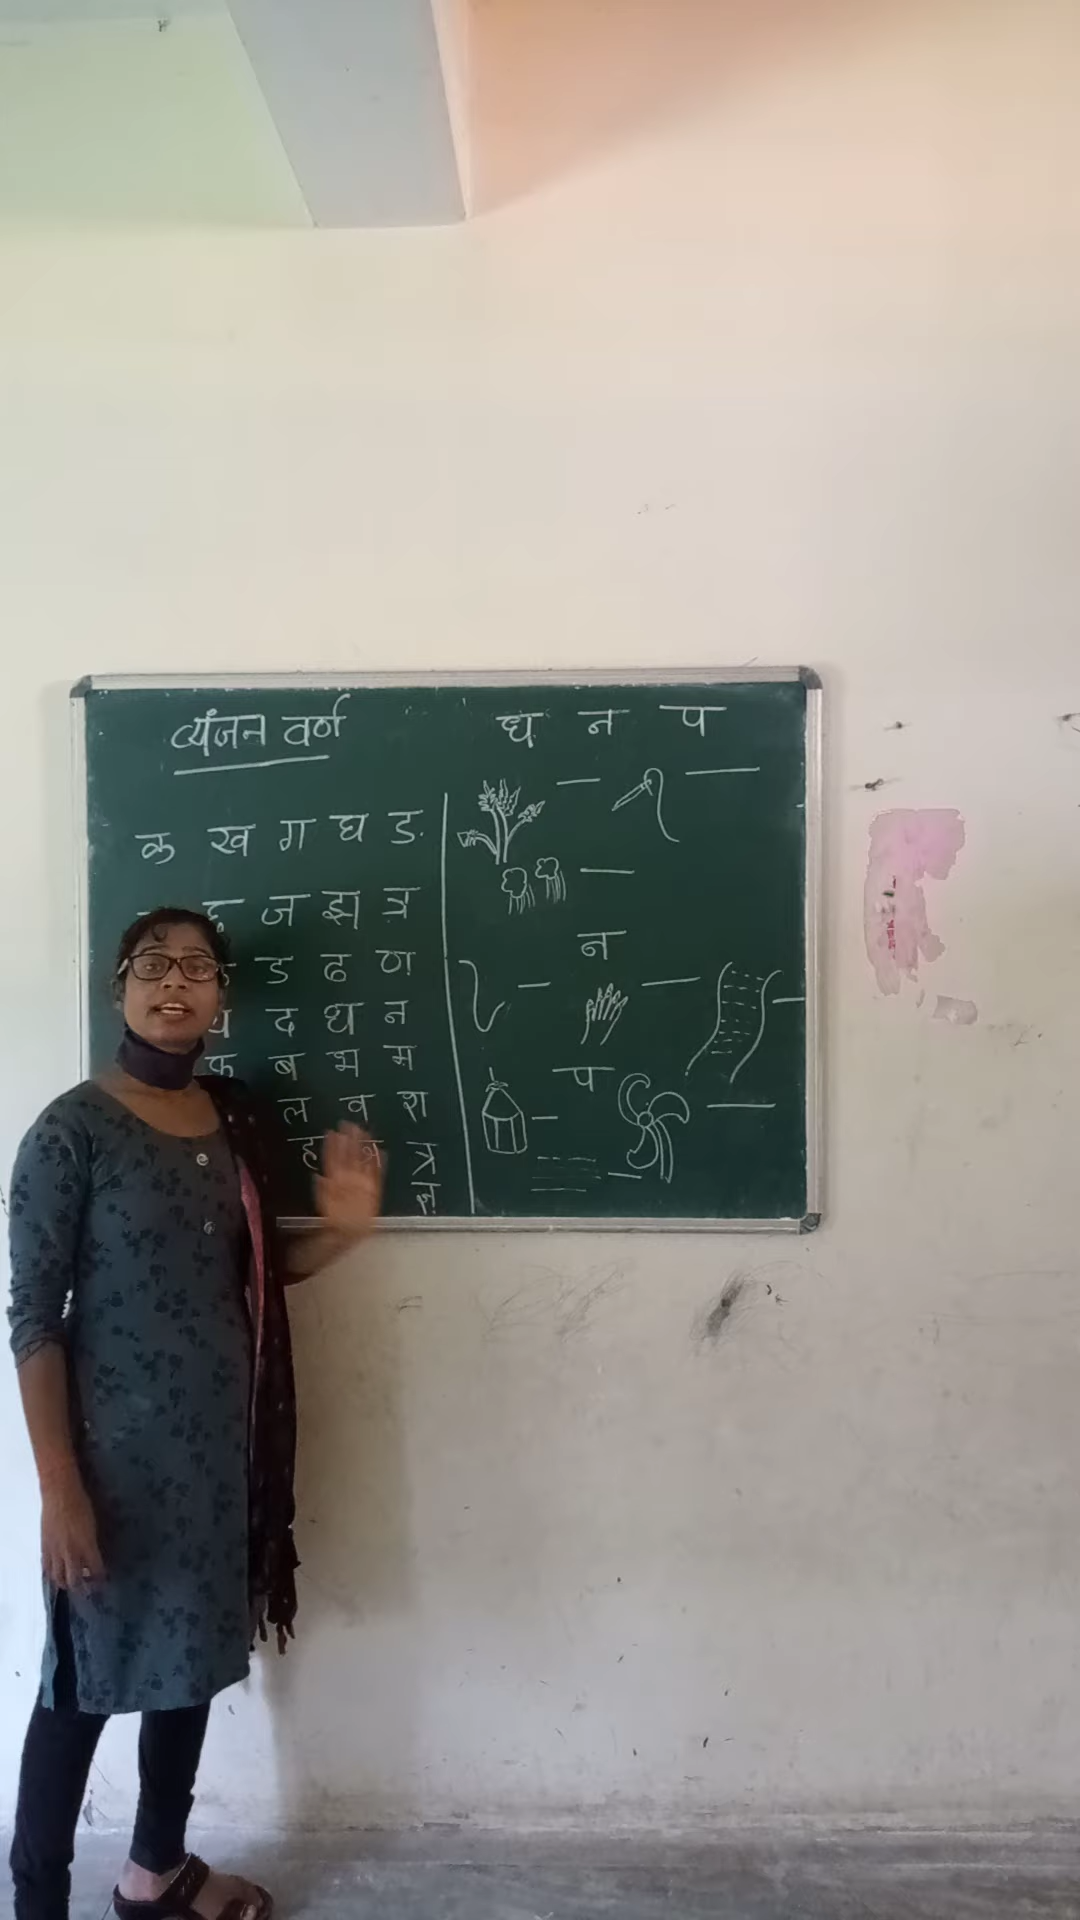 व्यंजन वर्ण
क ख ग घ ड.
छ ज झ ञ
ड ढ ण
थ द ध न
फ ब भ म
ल व श
ह त्र
ज्ञ
ध न प
न
प